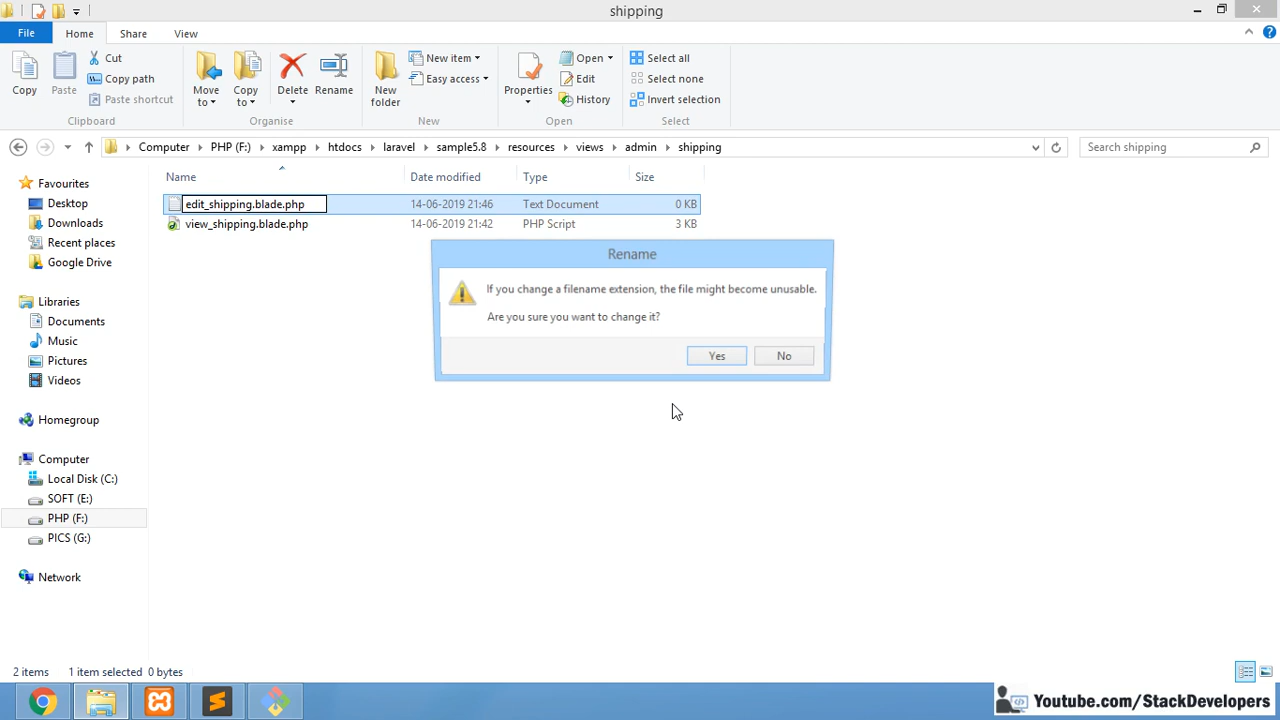 shipping
File Home Share View
Copy
Paste
Cut
Copy path
Paste shortcut
Clipboard
Move to
Copy to
Delete
Rename
Organise
New folder
New item
Easy access
New
Properties
Open
Edit
History
Open
Select all
Select none
Invert selection
Select
Computer PHP (F:) xampp htdocs laravel sample5.8 resources views admin shipping
Search shipping
Name Date modified Type Size
edit_shipping.blade.php 14-06-2019 21:46 Text Document 0 KB
view_shipping.blade.php 14-06-2019 21:42 PHP Script 3 KB
Favourites
Desktop
Downloads
Recent places
Google Drive
Libraries
Documents
Music
Pictures
Videos
Homegroup
Computer
Local Disk (C:)
SOFT (E:)
PHP (F:)
PICS (G:)
Network
Rename
If you change a filename extension, the file might become unusable.
Are you sure you want to change it?
Yes No
2 items 1 item selected 0 bytes
Youtube.com/StackDevelopers